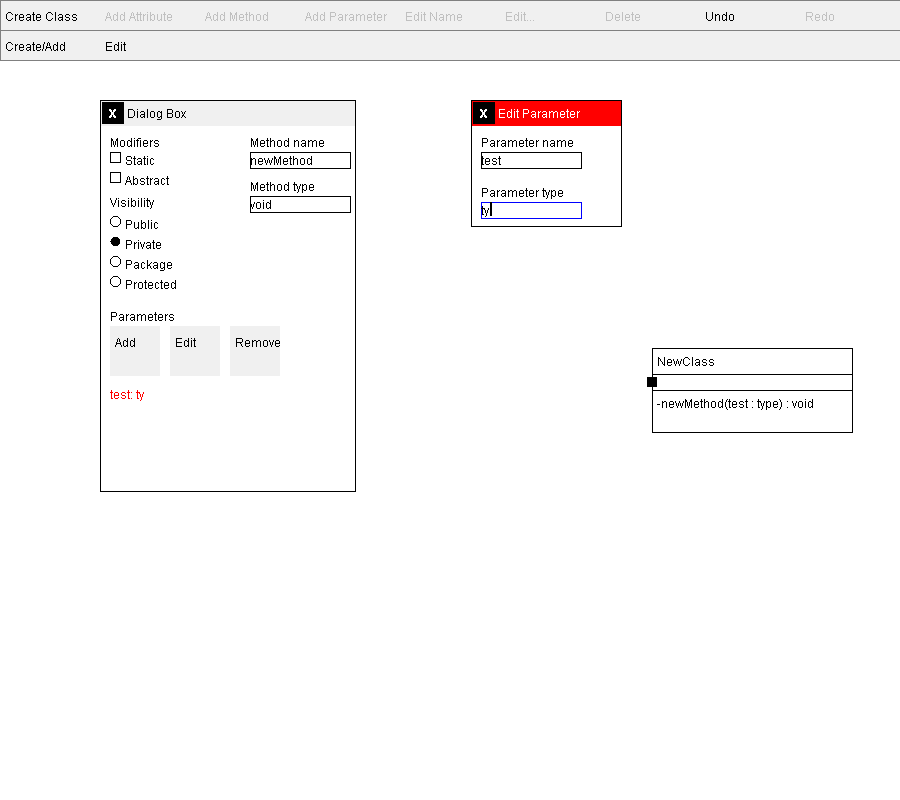 Create Class Add Attribute Add Method Add Parameter Edit Name Edit... Delete Undo Redo
Create/Add Edit
X Dialog Box
Modifiers
Static
Abstract
Visibility
Public
Private
Package
Protected
Method name
newMethod
Method type
void
Parameters
Add Edit Remove
test: ty
X Edit Parameter
Parameter name
test
Parameter type
ty
NewClass
-newMethod(test : type) : void